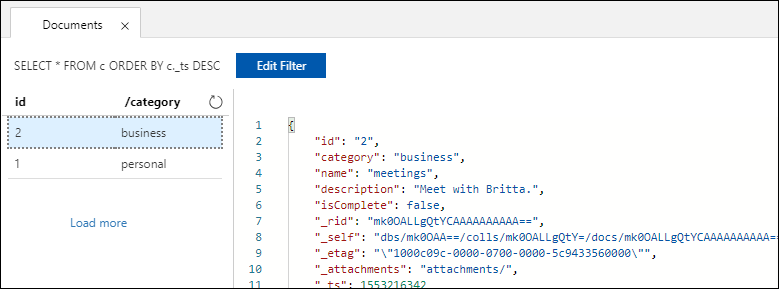 Documents ×
SELECT * FROM c ORDER BY c._ts DESC Edit Filter
id /category
2 business
1 personal
Load more
1 {
2 "id": "2",
3 "category": "business",
4 "name": "meetings",
5 "description": "Meet with Britta.",
6 "isComplete": false,
7 "_rid": "mk0OALLgQtYCAAAAAAAAAA==",
8 "_self": "dbs/mk0OAA==/colls/mk0OALLgQtY=/docs/mk0OALLgQtYCAAAAAAAAAA==
9 "_etag": "\"1000c09c-0000-0700-0000-5c9433560000\"",
10 "_attachments": "attachments/",
11 "_ts": 1553216342